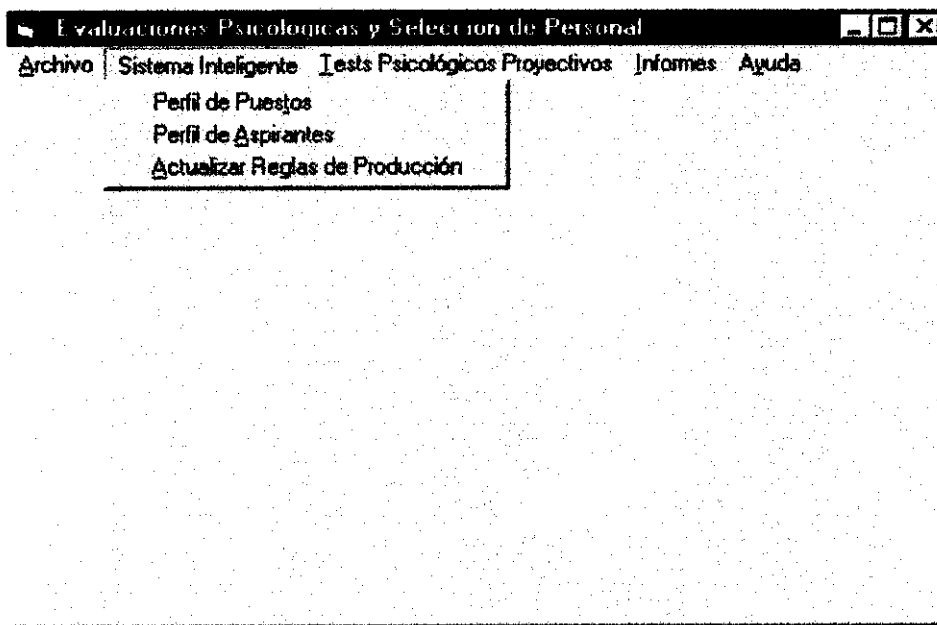 Evaluaciones Psicologicas y Seleccion de Personal
Archivo Sistema Inteligente Tests Psicológicos Proyectivos Informes Ayuda
Perfil de Puestos
Perfil de Aspirantes
Actualizar Reglas de Producción